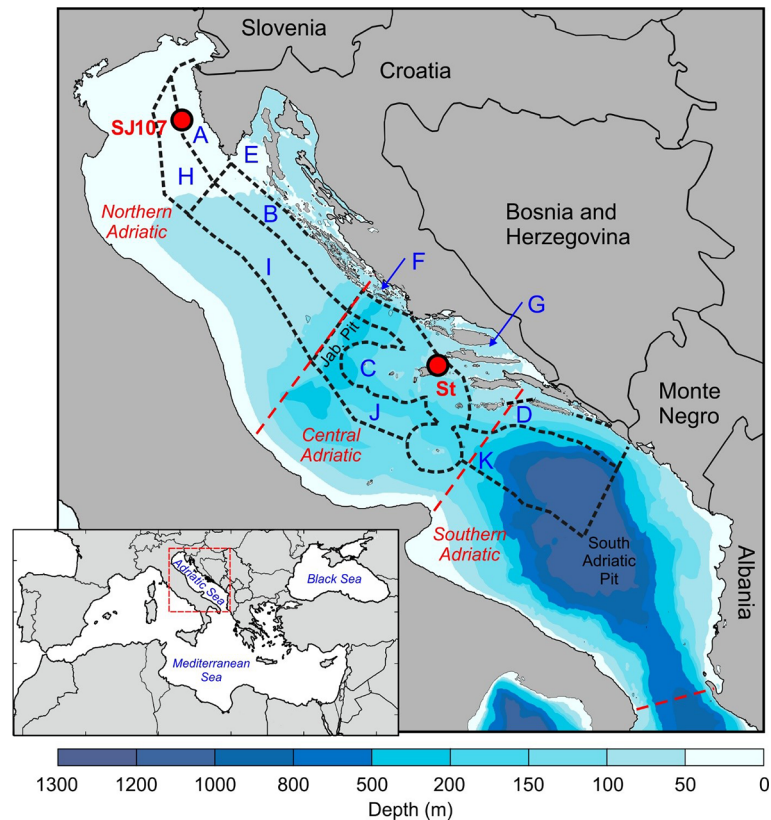 Slovenia
Croatia
SJ107
A
E
H
Northern
Adriatic
B
Bosnia and
Herzegovina
I
F
G
Jab. Pit
C
St
Monte
Negro
J
D
Central
Adriatic
K
Southern
Adriatic
South
Adriatic
Pit
Albania
Adriatic Sea
Black Sea
Mediterranean
Sea
1300 1200 1000 800 500 200 150 100 50 0
Depth (m)